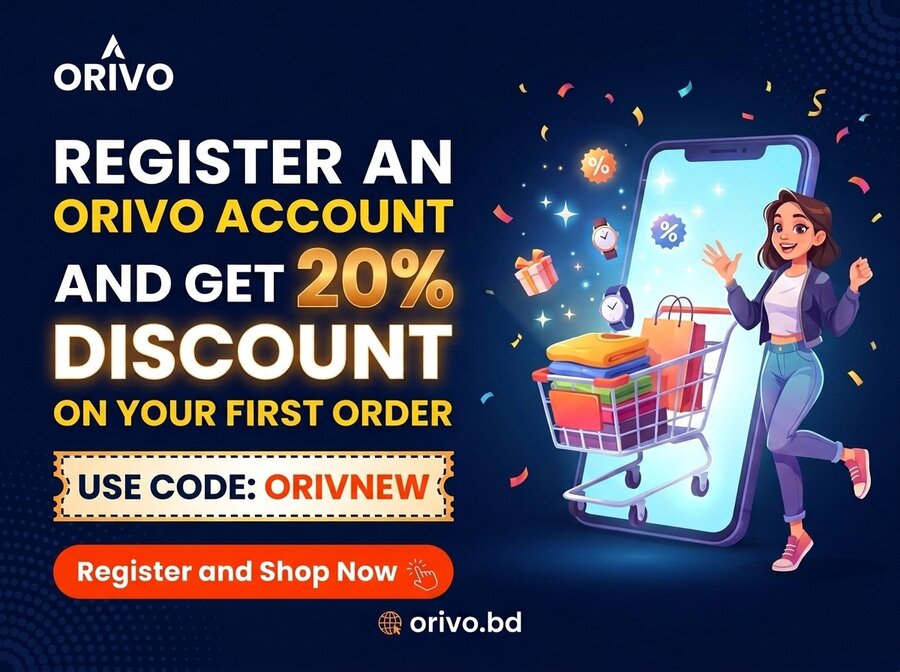 ORIVO
REGISTER AN
ORIVO ACCOUNT
AND GET 20%
DISCOUNT
ON YOUR FIRST ORDER
USE CODE: ORIVNEW
Register and Shop Now
orivo.bd
%
%